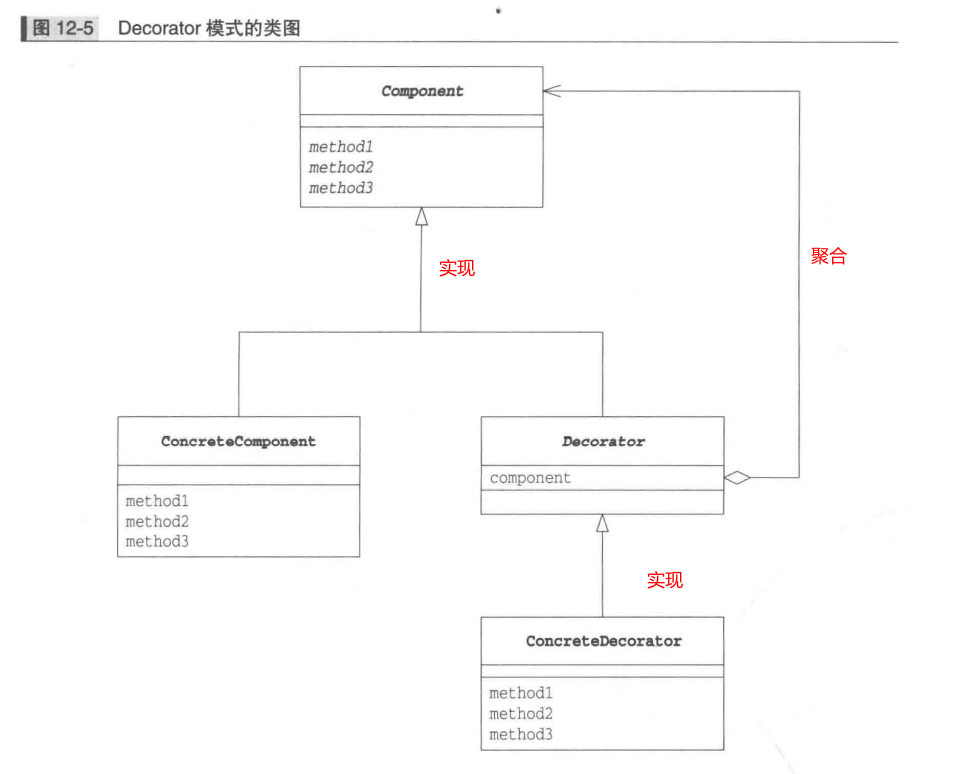 图 12-5 Decorator 模式的类图
Component
method1
method2
method3
实现
聚合
ConcreteComponent
method1
method2
method3
Decorator
component
实现
ConcreteDecorator
method1
method2
method3